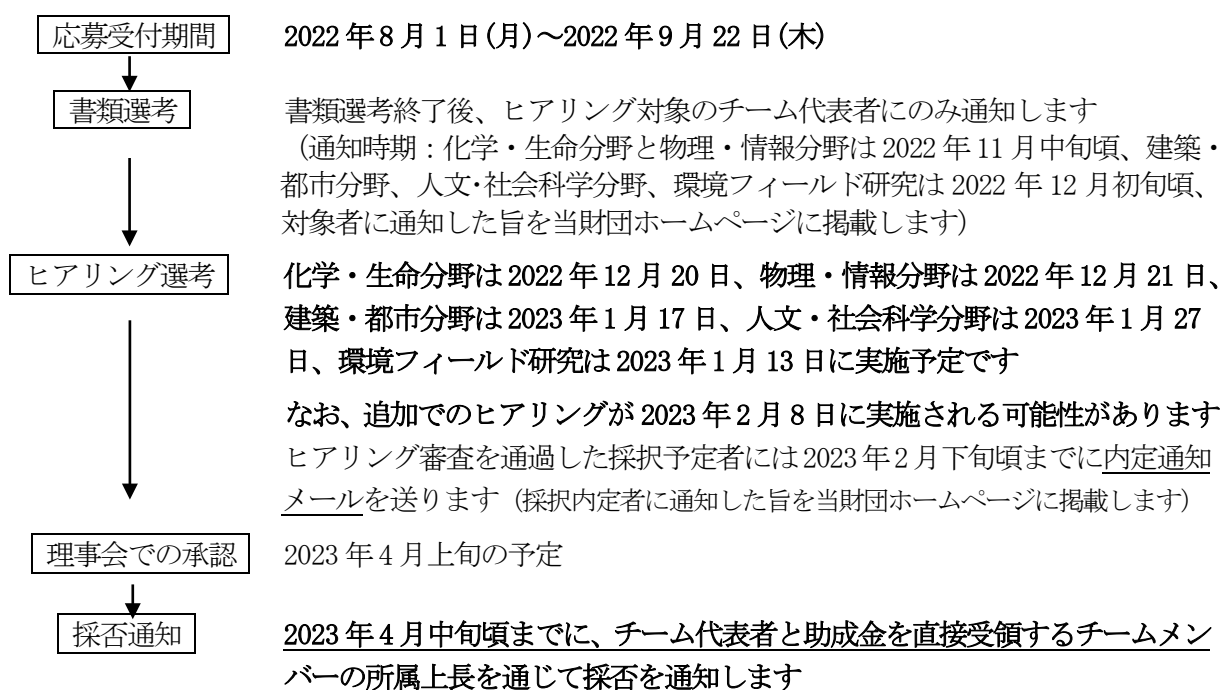 応募受付期間 2022年8月1日(月)～2022年9月22日(木)
書類選考 書類選考終了後、ヒアリング対象のチーム代表者にのみ通知します
（通知時期：化学・生命分野と物理・情報分野は2022年11月中旬頃、建築・
都市分野、人文･社会科学分野、環境フィールド研究は2022年12月初旬頃、
対象者に通知した旨を当財団ホームページに掲載します）
ヒアリング選考 化学・生命分野は2022年12月20日、物理・情報分野は2022年12月21日、
建築・都市分野は2023年1月17日、人文・社会科学分野は2023年1月27
日、環境フィールド研究は2023年1月13日に実施予定です
なお、追加でのヒアリングが2023年2月8日に実施される可能性があります
ヒアリング審査を通過した採択予定者には2023年2月下旬頃までに内定通知
メールを送ります（採択内定者に通知した旨を当財団ホームページに掲載します）
理事会での承認 2023年4月上旬の予定
採否通知 2023年4月中旬頃までに、チーム代表者と助成金を直接受領するチームメン
バーの所属上長を通じて採否を通知します